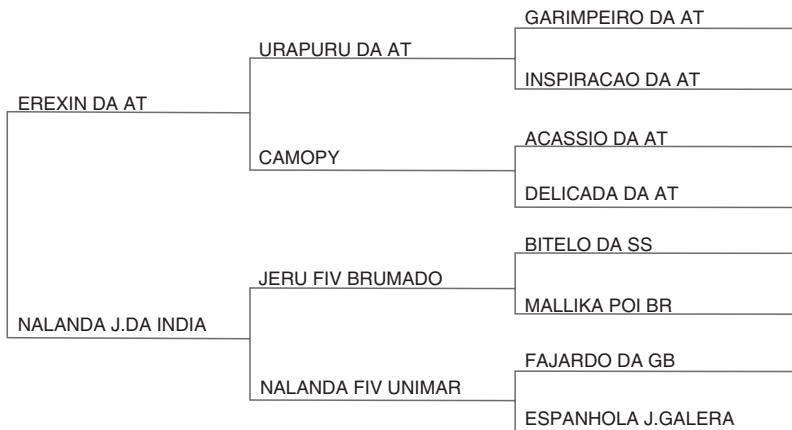 GARIMPEIRO DA AT
URAPURU DA AT
INSPIRACAO DA AT
EREXIN DA AT
ACASSIO DA AT
CAMOPY
DELICADA DA AT
BITELO DA SS
JERU FIV BRUMADO
MALLIKA POI BR
NALANDA J.DA INDIA
FAJARDO DA GB
NALANDA FIV UNIMAR
ESPANHOLA J.GALERA